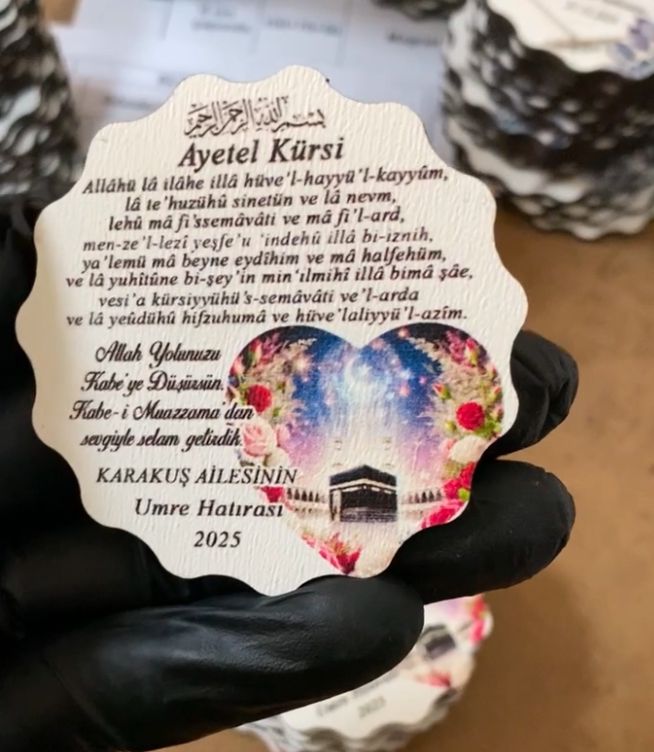 بسم الله الرحمن الرحيم
Ayetel Kürsi
Allâhü lâ ilâhe illâ hüve'l-hayyü'l-kayyûm,
lâ te'huzühû sinetün ve lâ nevm,
lehû mâ fi'ssemâvâti ve mâ fi'l-ard,
men-ze'l-lezî yeşfe'u 'indehû illâ bi-iznih,
ya'lemü mâ beyne eydîhim ve mâ halfehüm,
ve lâ yuhîtûne bi-şey'in min 'ilmihî illâ bimâ şâe,
vesi'a kürsiyyühü's-semâvâti ve'l-arda
ve lâ yeûdühû hifzuhumâ ve hüve'laliyyü'l-azîm.
Allah Yolunuzu
Kabe'ye Düşürsün.
Kabe-i Muazzama'dan
sevgiyle selam getirdik
KARAKUŞ AİLESİNİN
Umre Hatırası
2025
Umre
2025